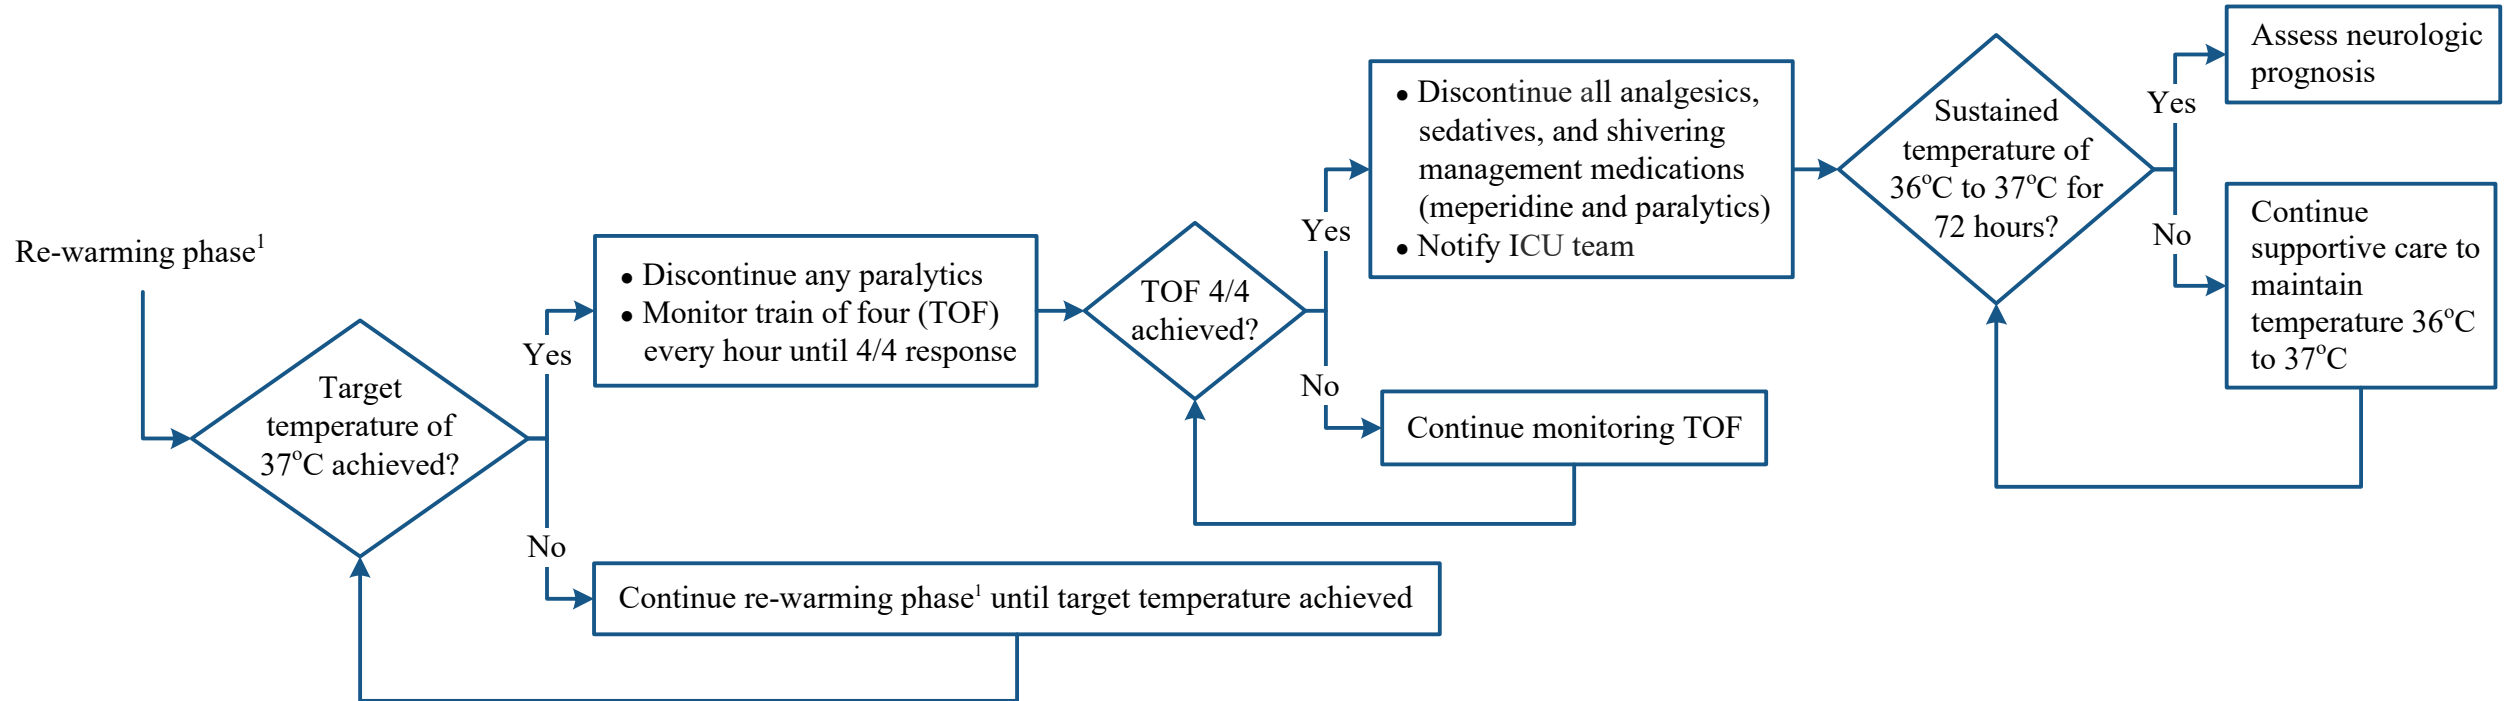 Re-warming phase¹
Target
temperature of
37°C achieved?
Yes
No
• Discontinue any paralytics
• Monitor train of four (TOF)
every hour until 4/4 response
Continue re-warming phase¹ until target temperature achieved
TOF 4/4
achieved?
Yes
No
• Discontinue all analgesics,
sedatives, and shivering
management medications
(meperidine and paralytics)
• Notify ICU team
Continue monitoring TOF
Sustained
temperature of
36°C to 37°C for
72 hours?
Yes
No
Assess neurologic
prognosis
Continue
supportive care to
maintain
temperature 36°C
to 37°C